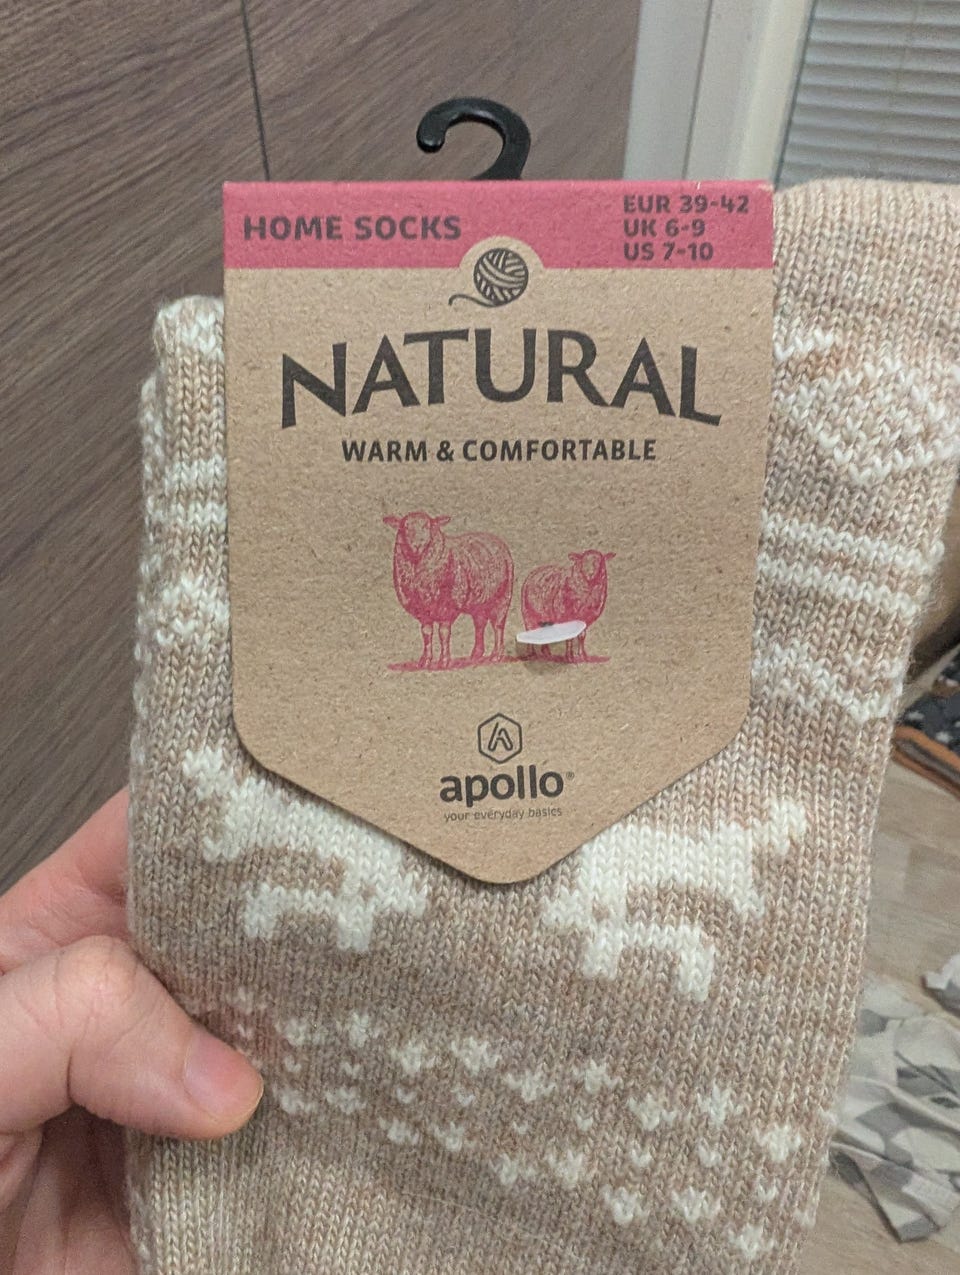 HOME SOCKS
EUR 39-42
UK 6-9
US 7-10
NATURAL
WARM & COMFORTABLE
apollo®
your everyday basics